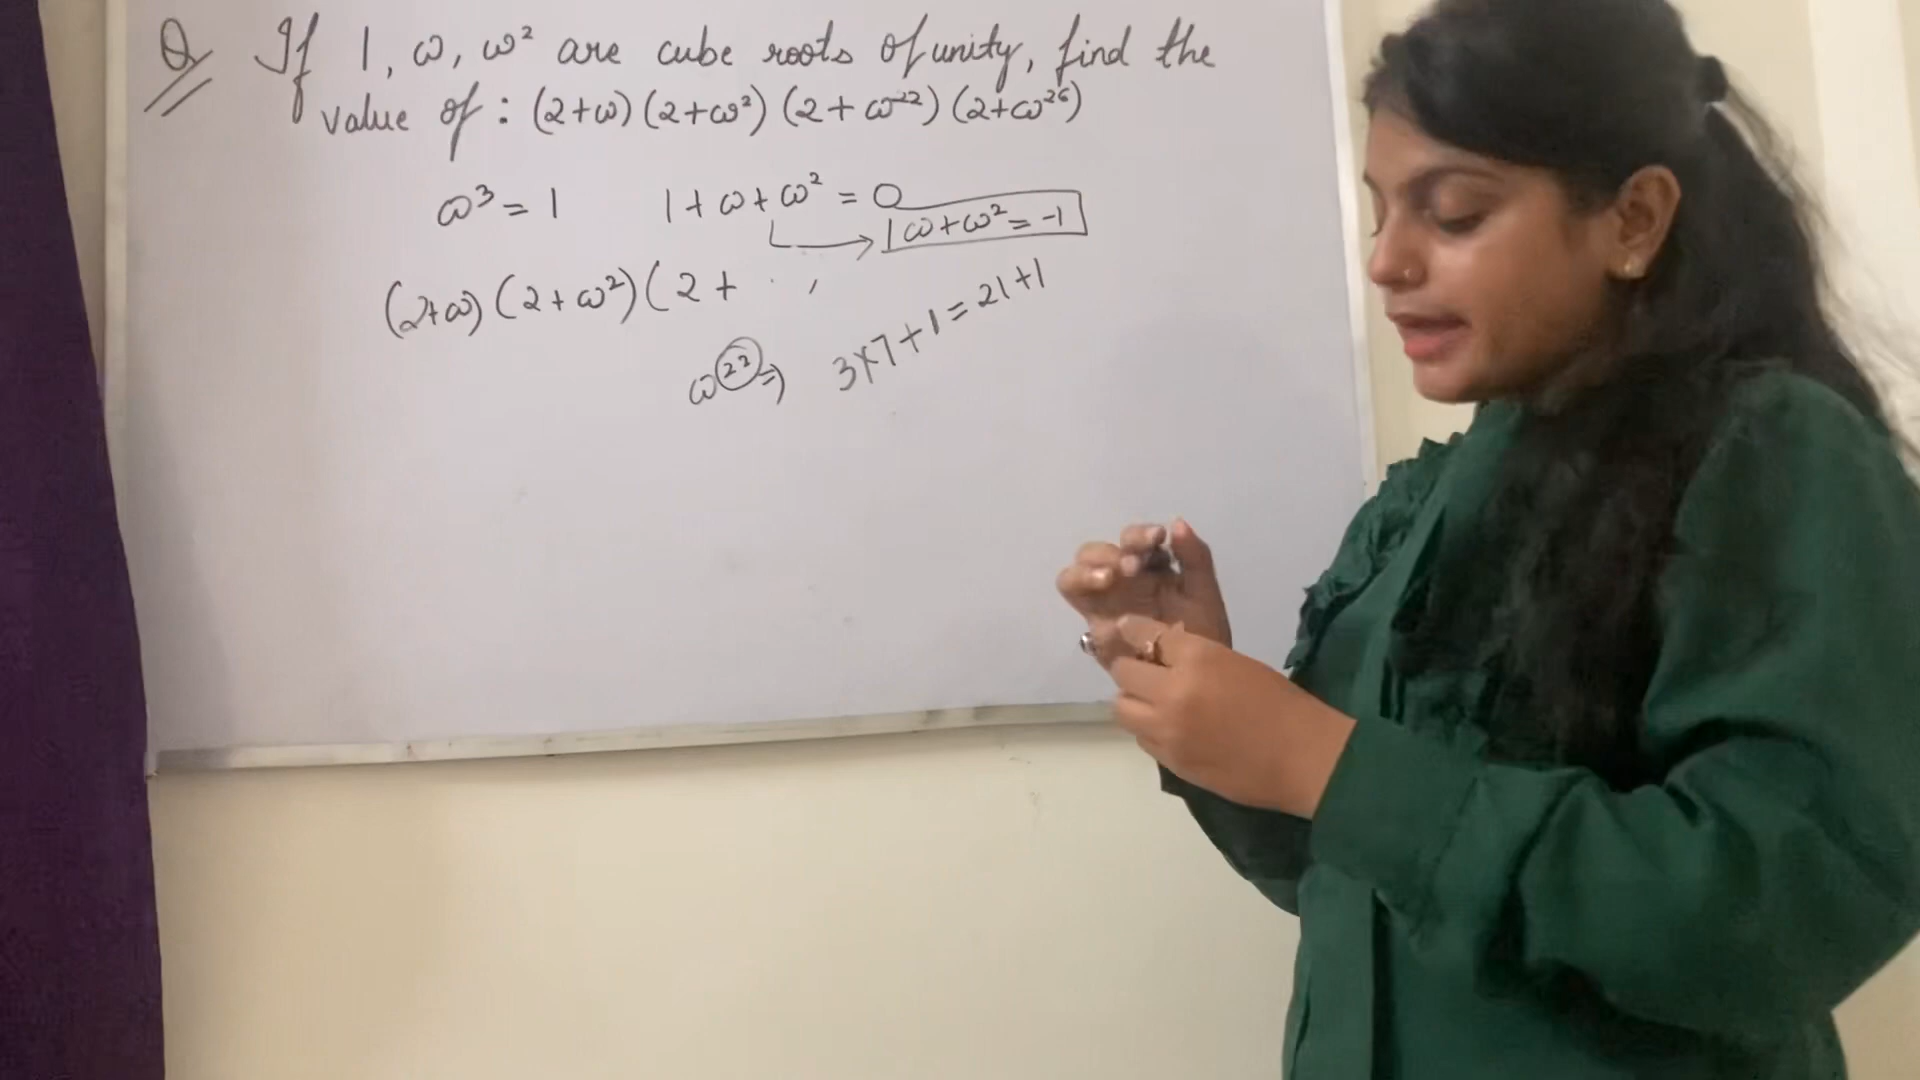 Q If 1, ω, ω² are cube roots of unity, find the
value of : (2+ω) (2+ω²) (2+ω²²) (2+ω²⁶)
ω³ = 1 1 + ω + ω² = 0
ω+ω² = -1
(2+ω) (2+ω²) (2 +
ω²² ⇒ 3×7+1 = 21+1